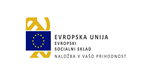 EVROPSKA UNIJA
EVROPSKI
SOCIALNI SKLAD
NALOŽBA V VAŠO PRIHODNOST